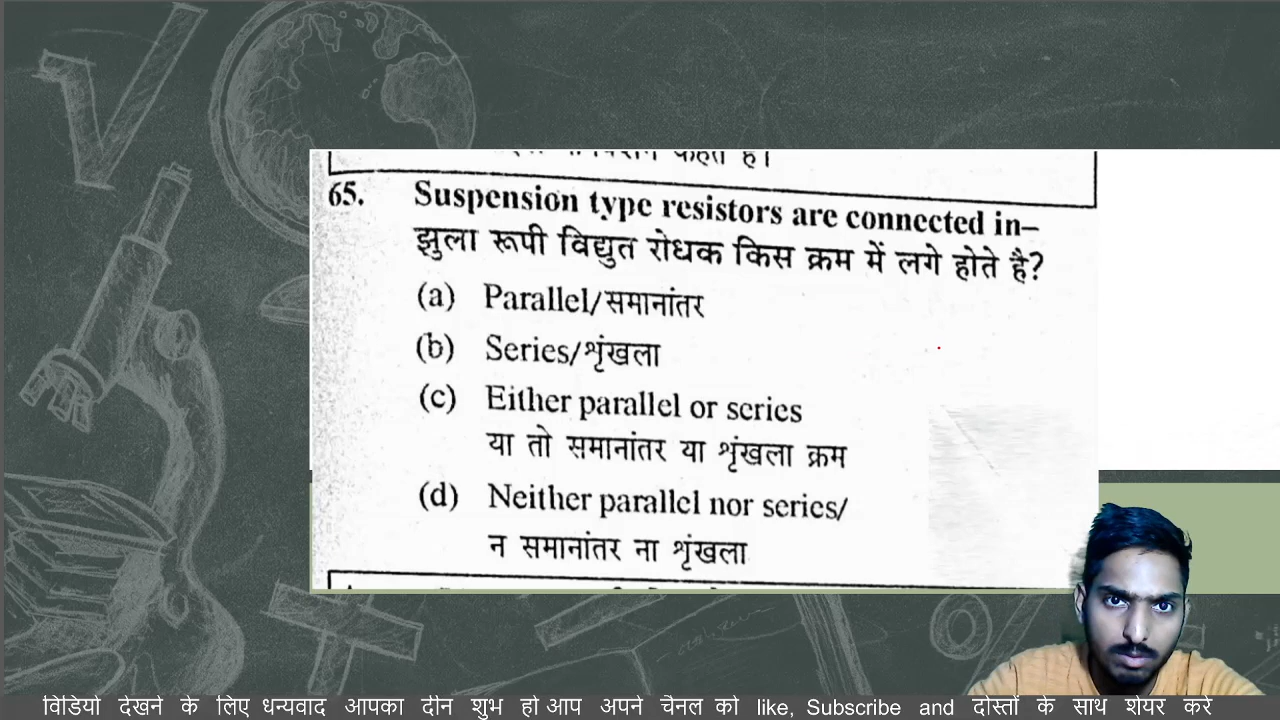 कहते है।
65. Suspension type resistors are connected in–
झुला रूपी विद्युत रोधक किस क्रम में लगे होते है?
(a) Parallel/समानांतर
(b) Series/शृंखला
(c) Either parallel or series
या तो समानांतर या शृंखला क्रम
(d) Neither parallel nor series/
न समानांतर ना शृंखला
विडियो देखने के लिए धन्यवाद आपका दीन शुभ हो आप अपने चैनल को like, Subscribe and दोस्तों के साथ शेयर करें